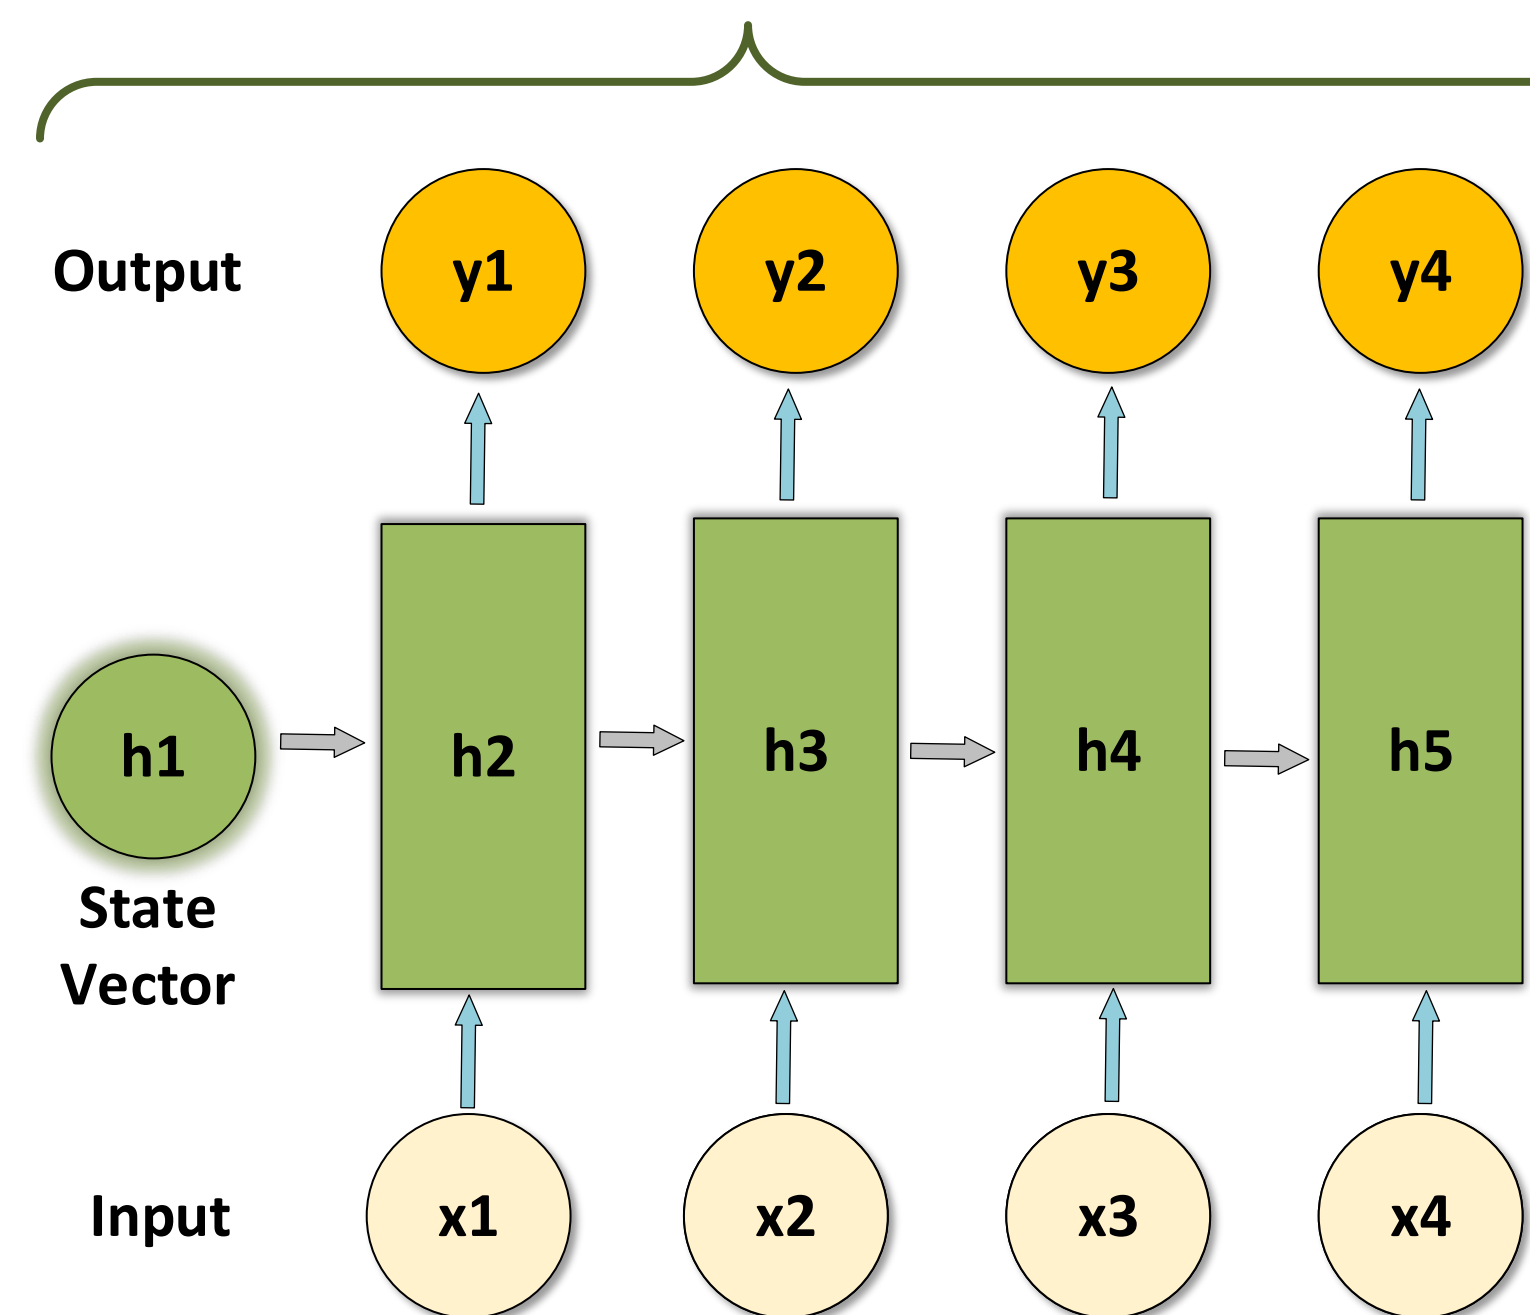 Output
y1
y2
y3
y4
h1
h2
h3
h4
h5
State
Vector
Input
x1
x2
x3
x4